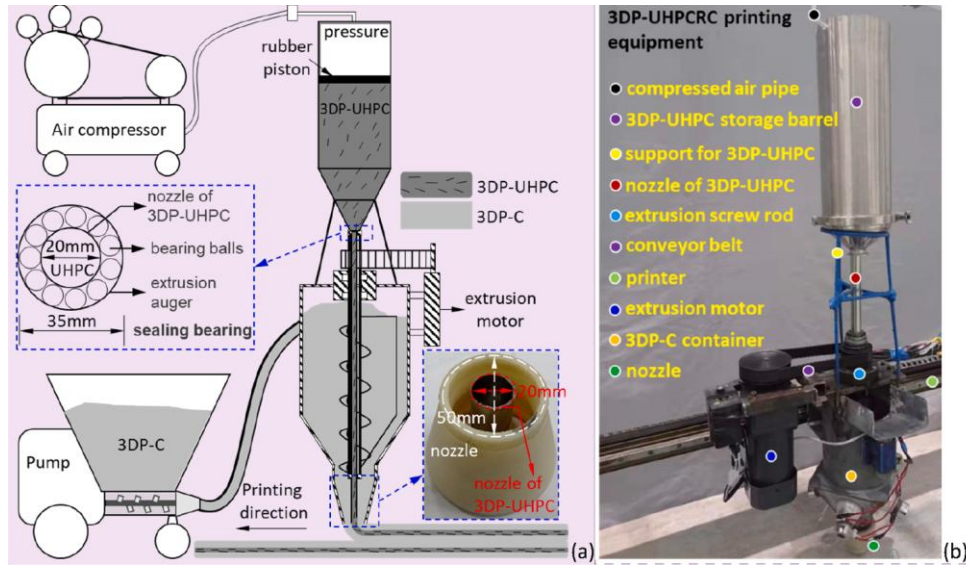 pressure
rubber
piston
3DP-UHPC
Air compressor
3DP-UHPC
3DP-C
nozzle of
3DP-UHPC
20mm
UHPC
bearing balls
extrusion
auger
35mm
sealing bearing
extrusion
motor
3DP-C
Pump
Printing
direction
20mm
50mm
nozzle
nozzle of
3DP-UHPC
(a)
3DP-UHPCRC printing
equipment
compressed air pipe
3DP-UHPC storage barrel
support for 3DP-UHPC
nozzle of 3DP-UHPC
extrusion screw rod
conveyor belt
printer
extrusion motor
3DP-C container
nozzle
(b)